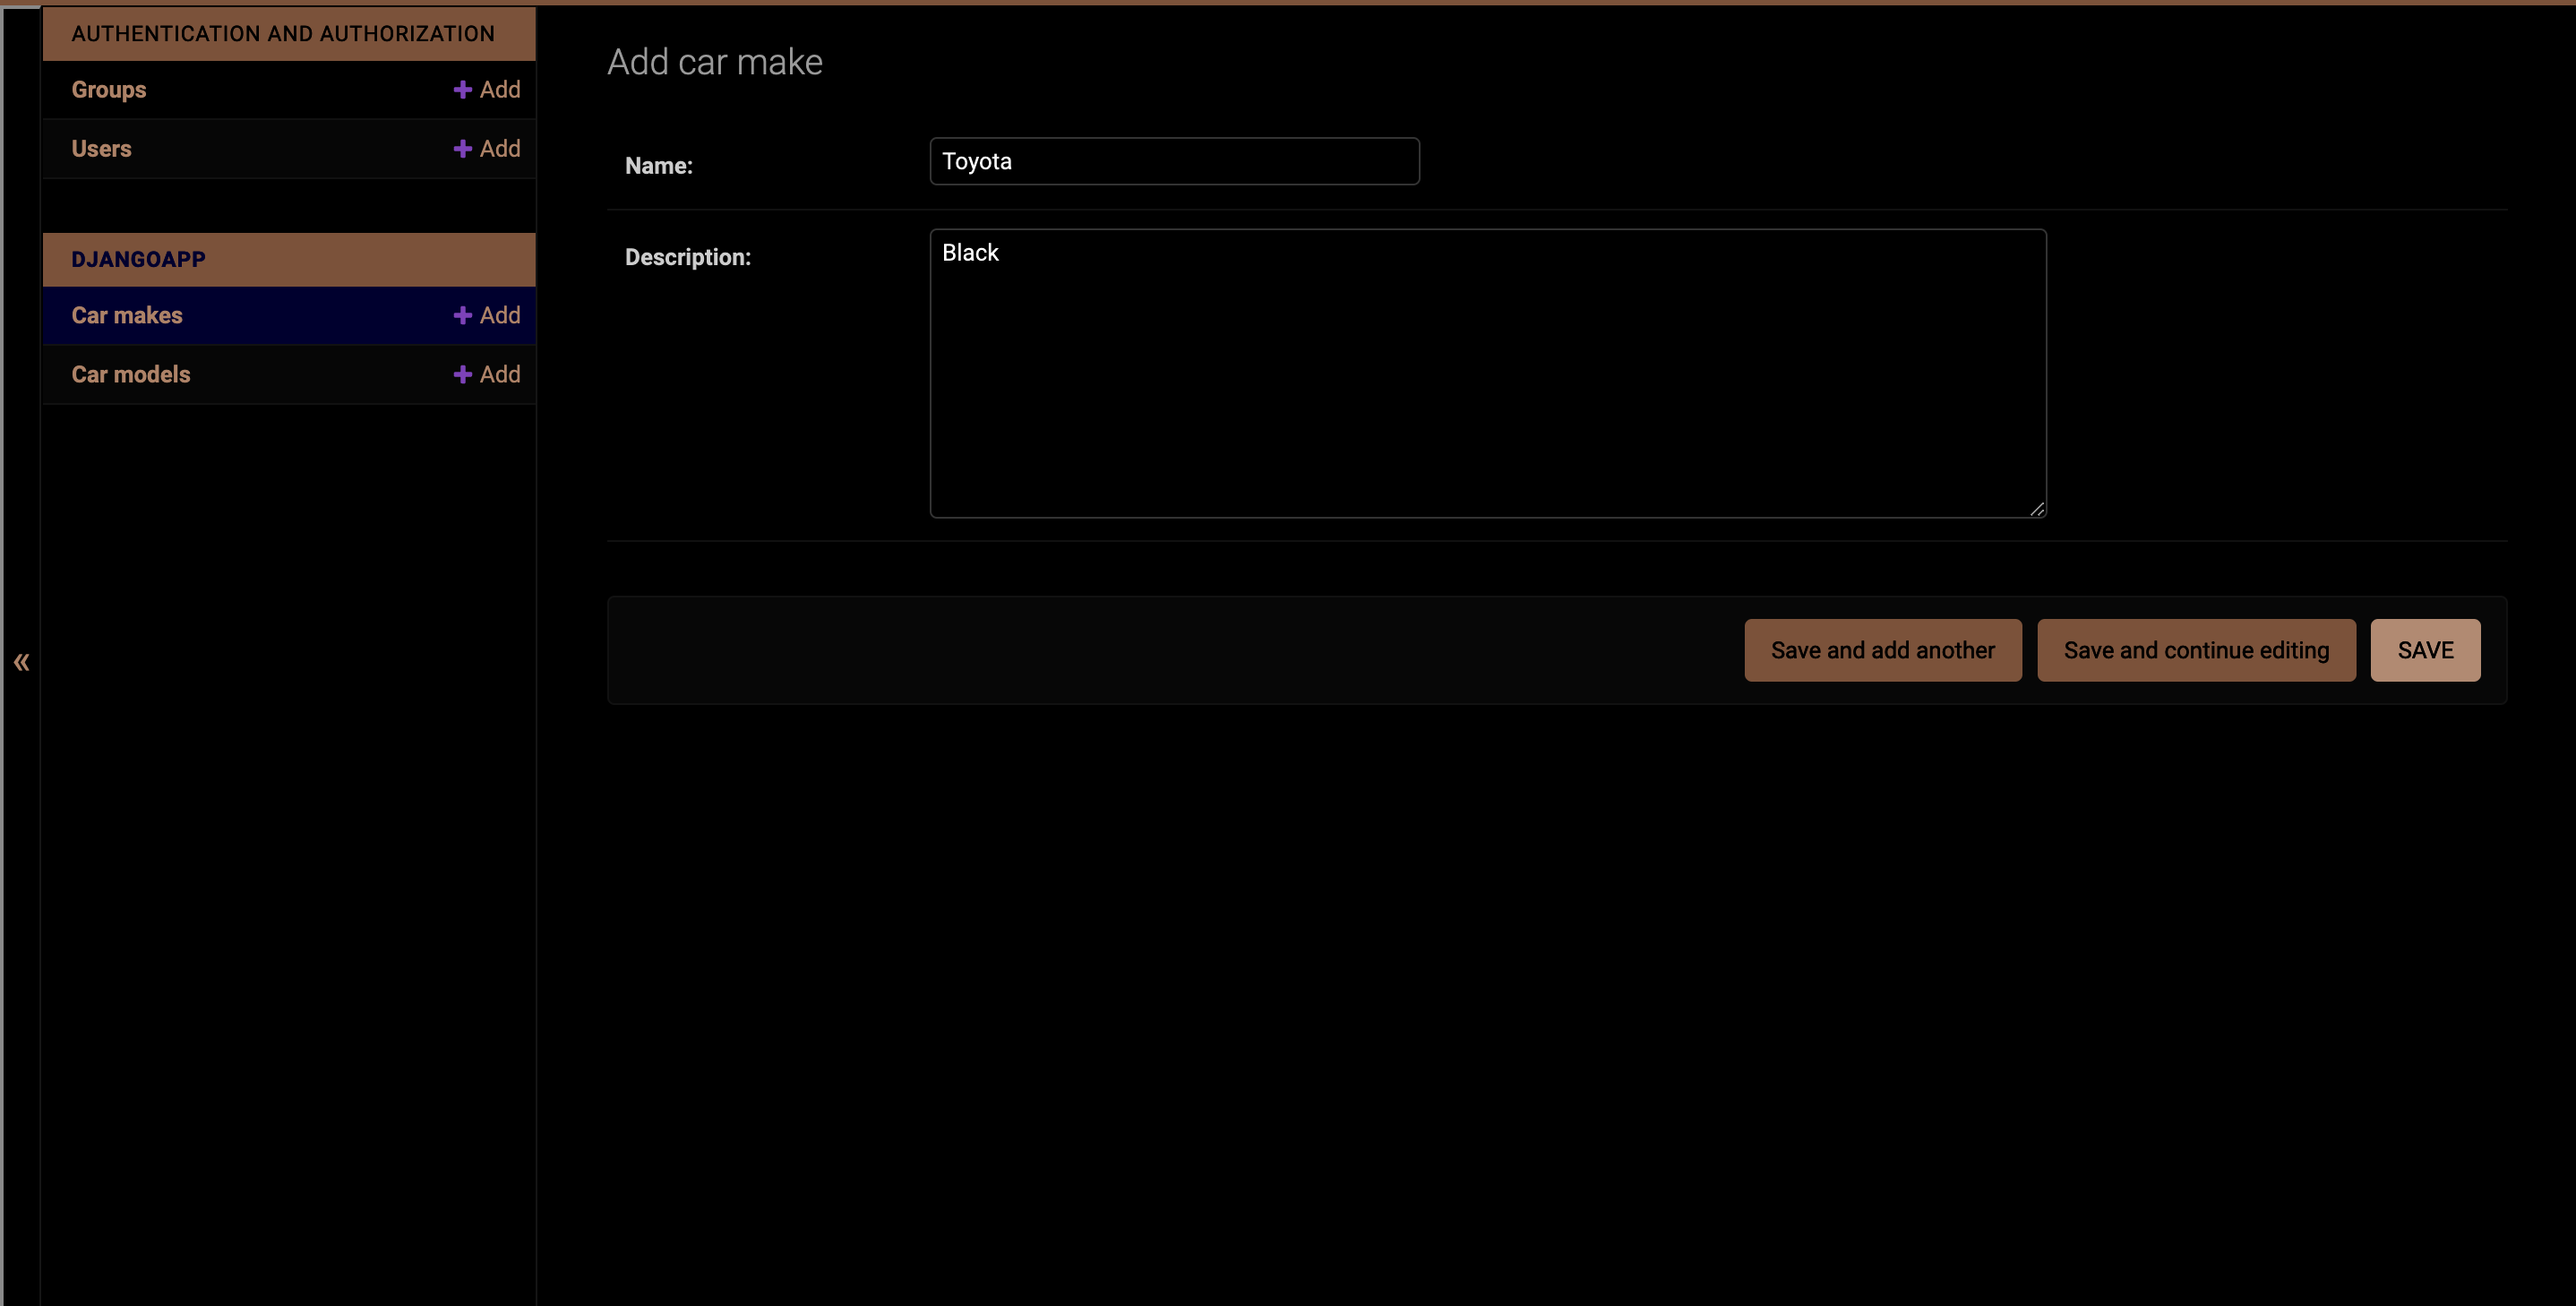 AUTHENTICATION AND AUTHORIZATION
Groups + Add
Users + Add
DJANGOAPP
Car makes + Add
Car models + Add
«
Add car make
Name: Toyota
Description: Black
Save and add another Save and continue editing SAVE